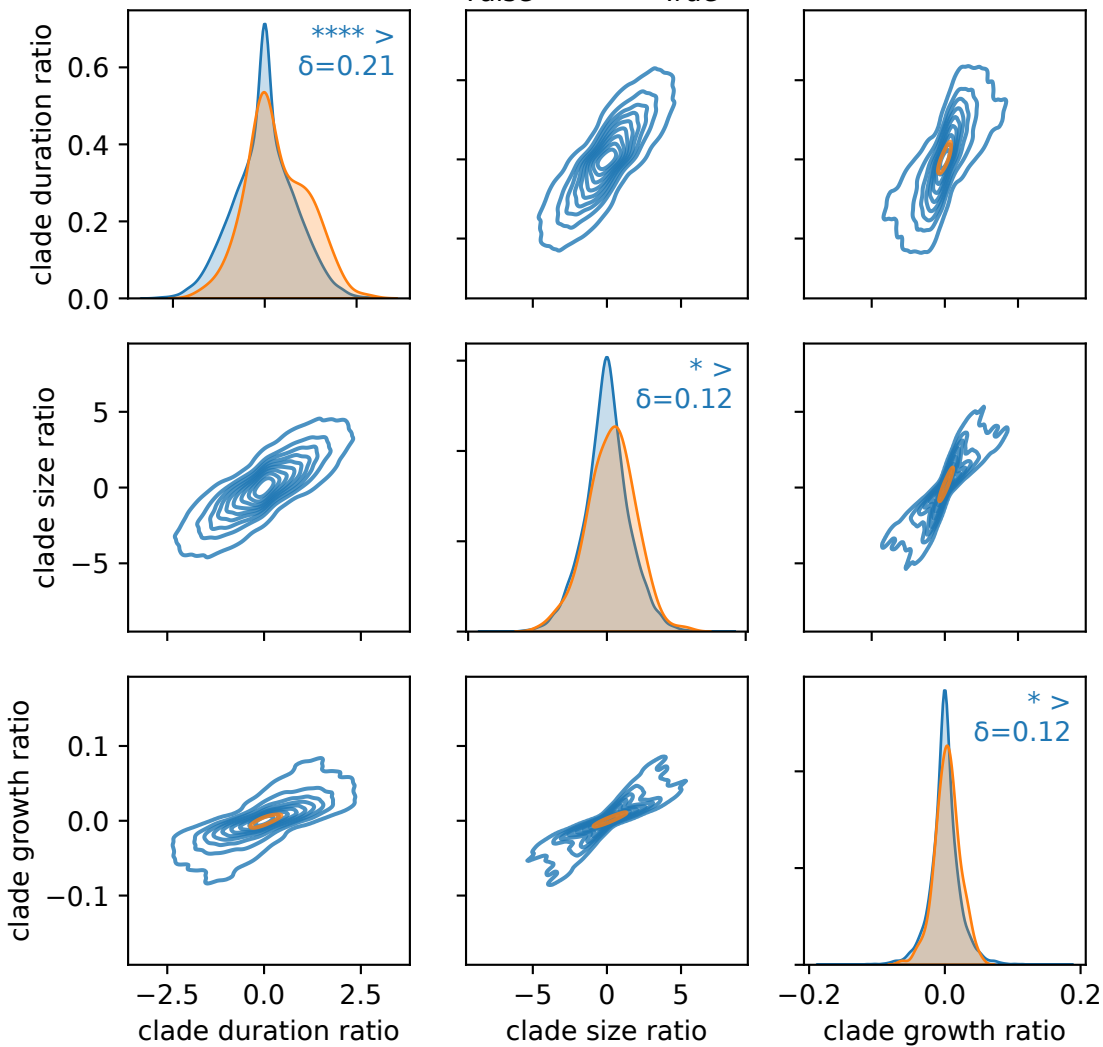 clade duration ratio
0.6
0.4
0.2
0.0
**** >
δ=0.21
clade size ratio
5
0
−5
* >
δ=0.12
clade growth ratio
0.1
0.0
−0.1
* >
δ=0.12
−2.5 0.0 2.5
clade duration ratio
−5 0 5
clade size ratio
−0.2 0.0 0.2
clade growth ratio